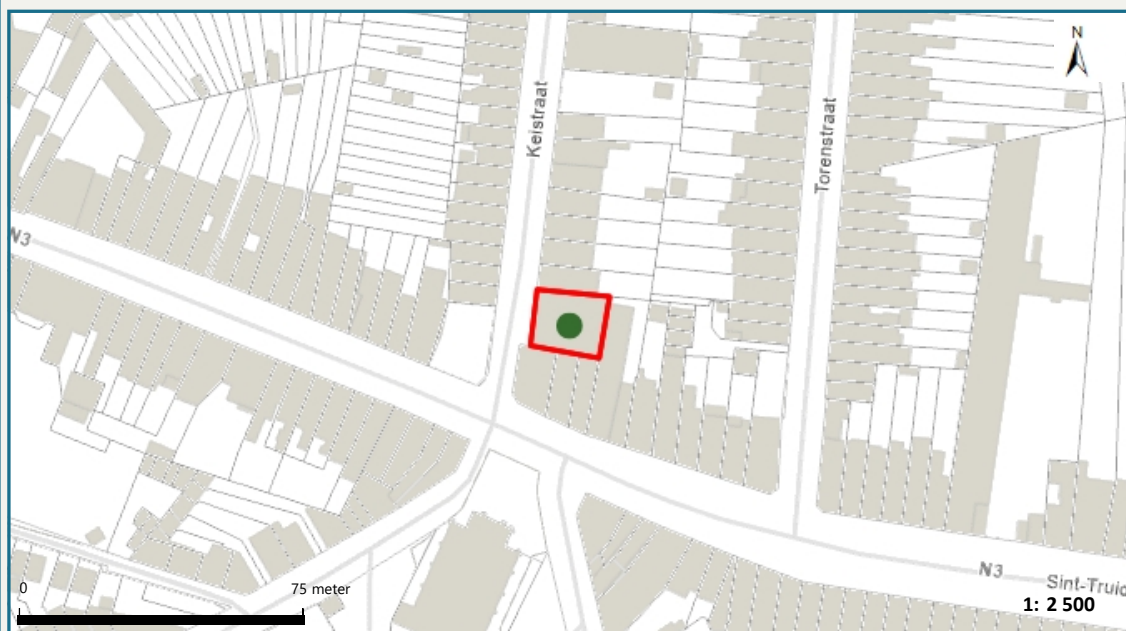 N
Keistraat
Torenstraat
N3
N3
Sint-Truid
0
75 meter
1: 2 500